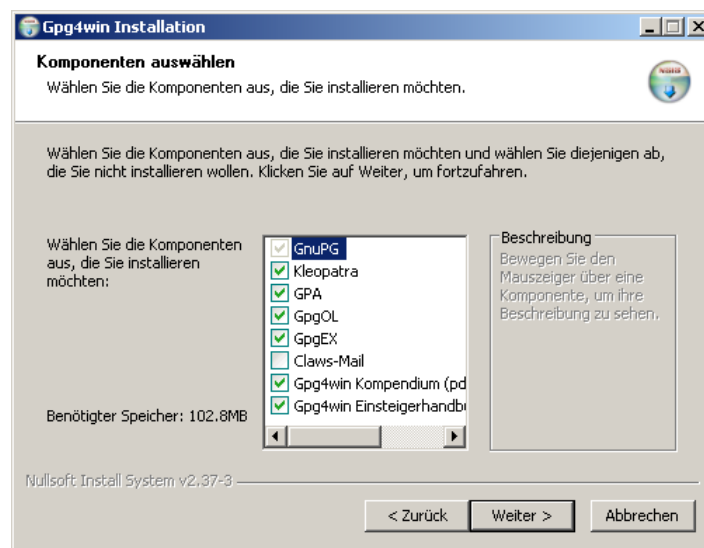 Gpg4win Installation
Komponenten auswählen
Wählen Sie die Komponenten aus, die Sie installieren möchten.
NSIS
Wählen Sie die Komponenten aus, die Sie installieren möchten und wählen Sie diejenigen ab,
die Sie nicht installieren wollen. Klicken Sie auf Weiter, um fortzufahren.
Wählen Sie die Komponenten
aus, die Sie installieren
möchten:
GnuPG
Kleopatra
GPA
GpgOL
GpgEX
Claws-Mail
Gpg4win Kompendium (pd
Gpg4win Einsteigerhandbu
Beschreibung
Bewegen Sie den
Mauszeiger über eine
Komponente, um ihre
Beschreibung zu sehen.
Benötigter Speicher: 102.8MB
Nullsoft Install System v2.37-3
< Zurück
Weiter >
Abbrechen